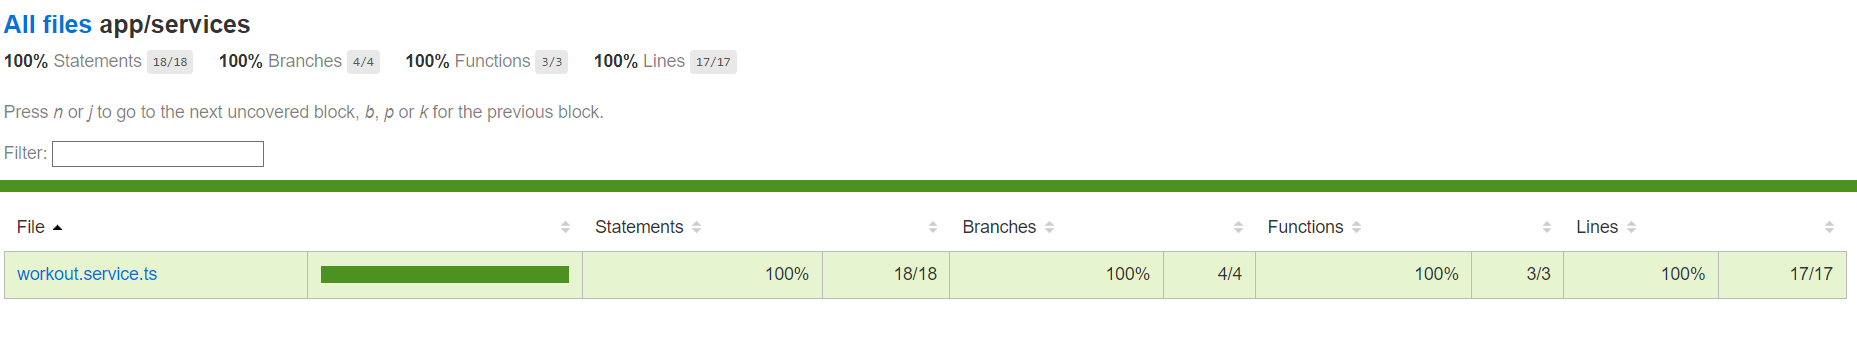 All files app/services
100% Statements 18/18 100% Branches 4/4 100% Functions 3/3 100% Lines 17/17
Press n or j to go to the next uncovered block, b, p or k for the previous block.
Filter:
File Statements Branches Functions Lines
workout.service.ts 100% 18/18 100% 4/4 100% 3/3 100% 17/17